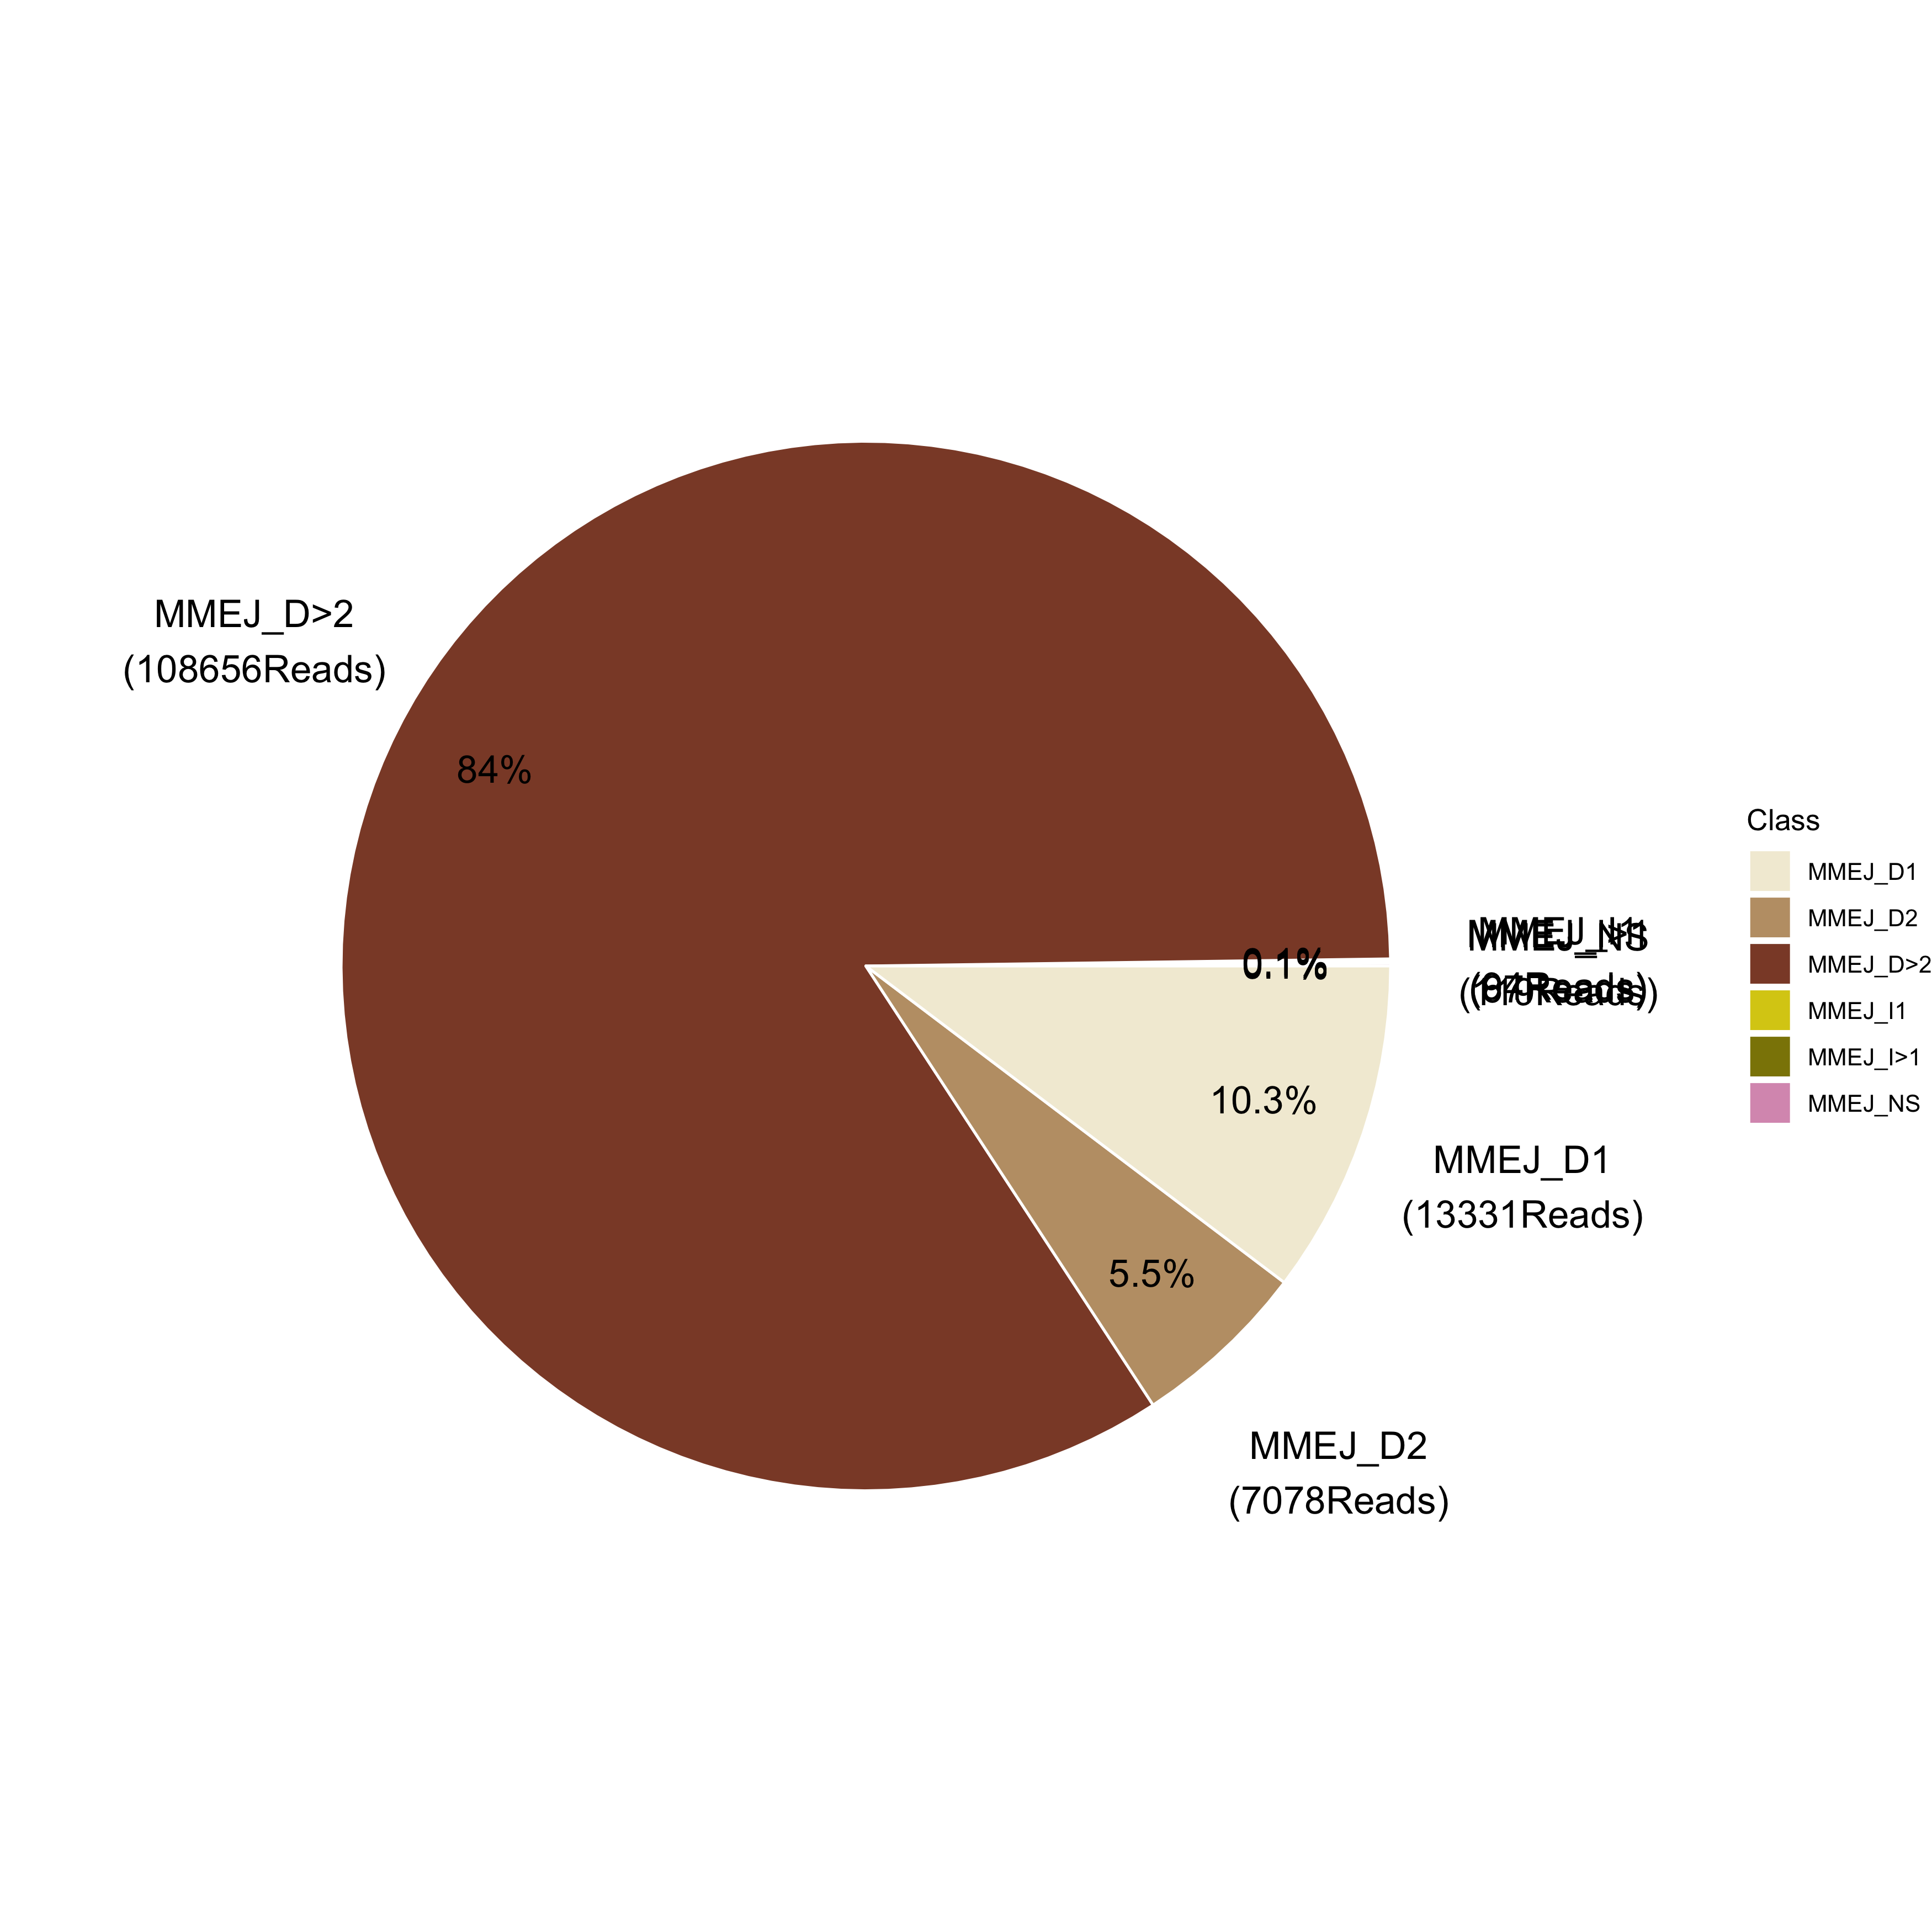 MMEJ_D>2
(108656Reads)
84%
0.1%
10.3%
MMEJ_D1
(13331Reads)
5.5%
MMEJ_D2
(7078Reads)
Class
MMEJ_D1
MMEJ_D2
MMEJ_D>2
MMEJ_I1
MMEJ_I>1
MMEJ_NS